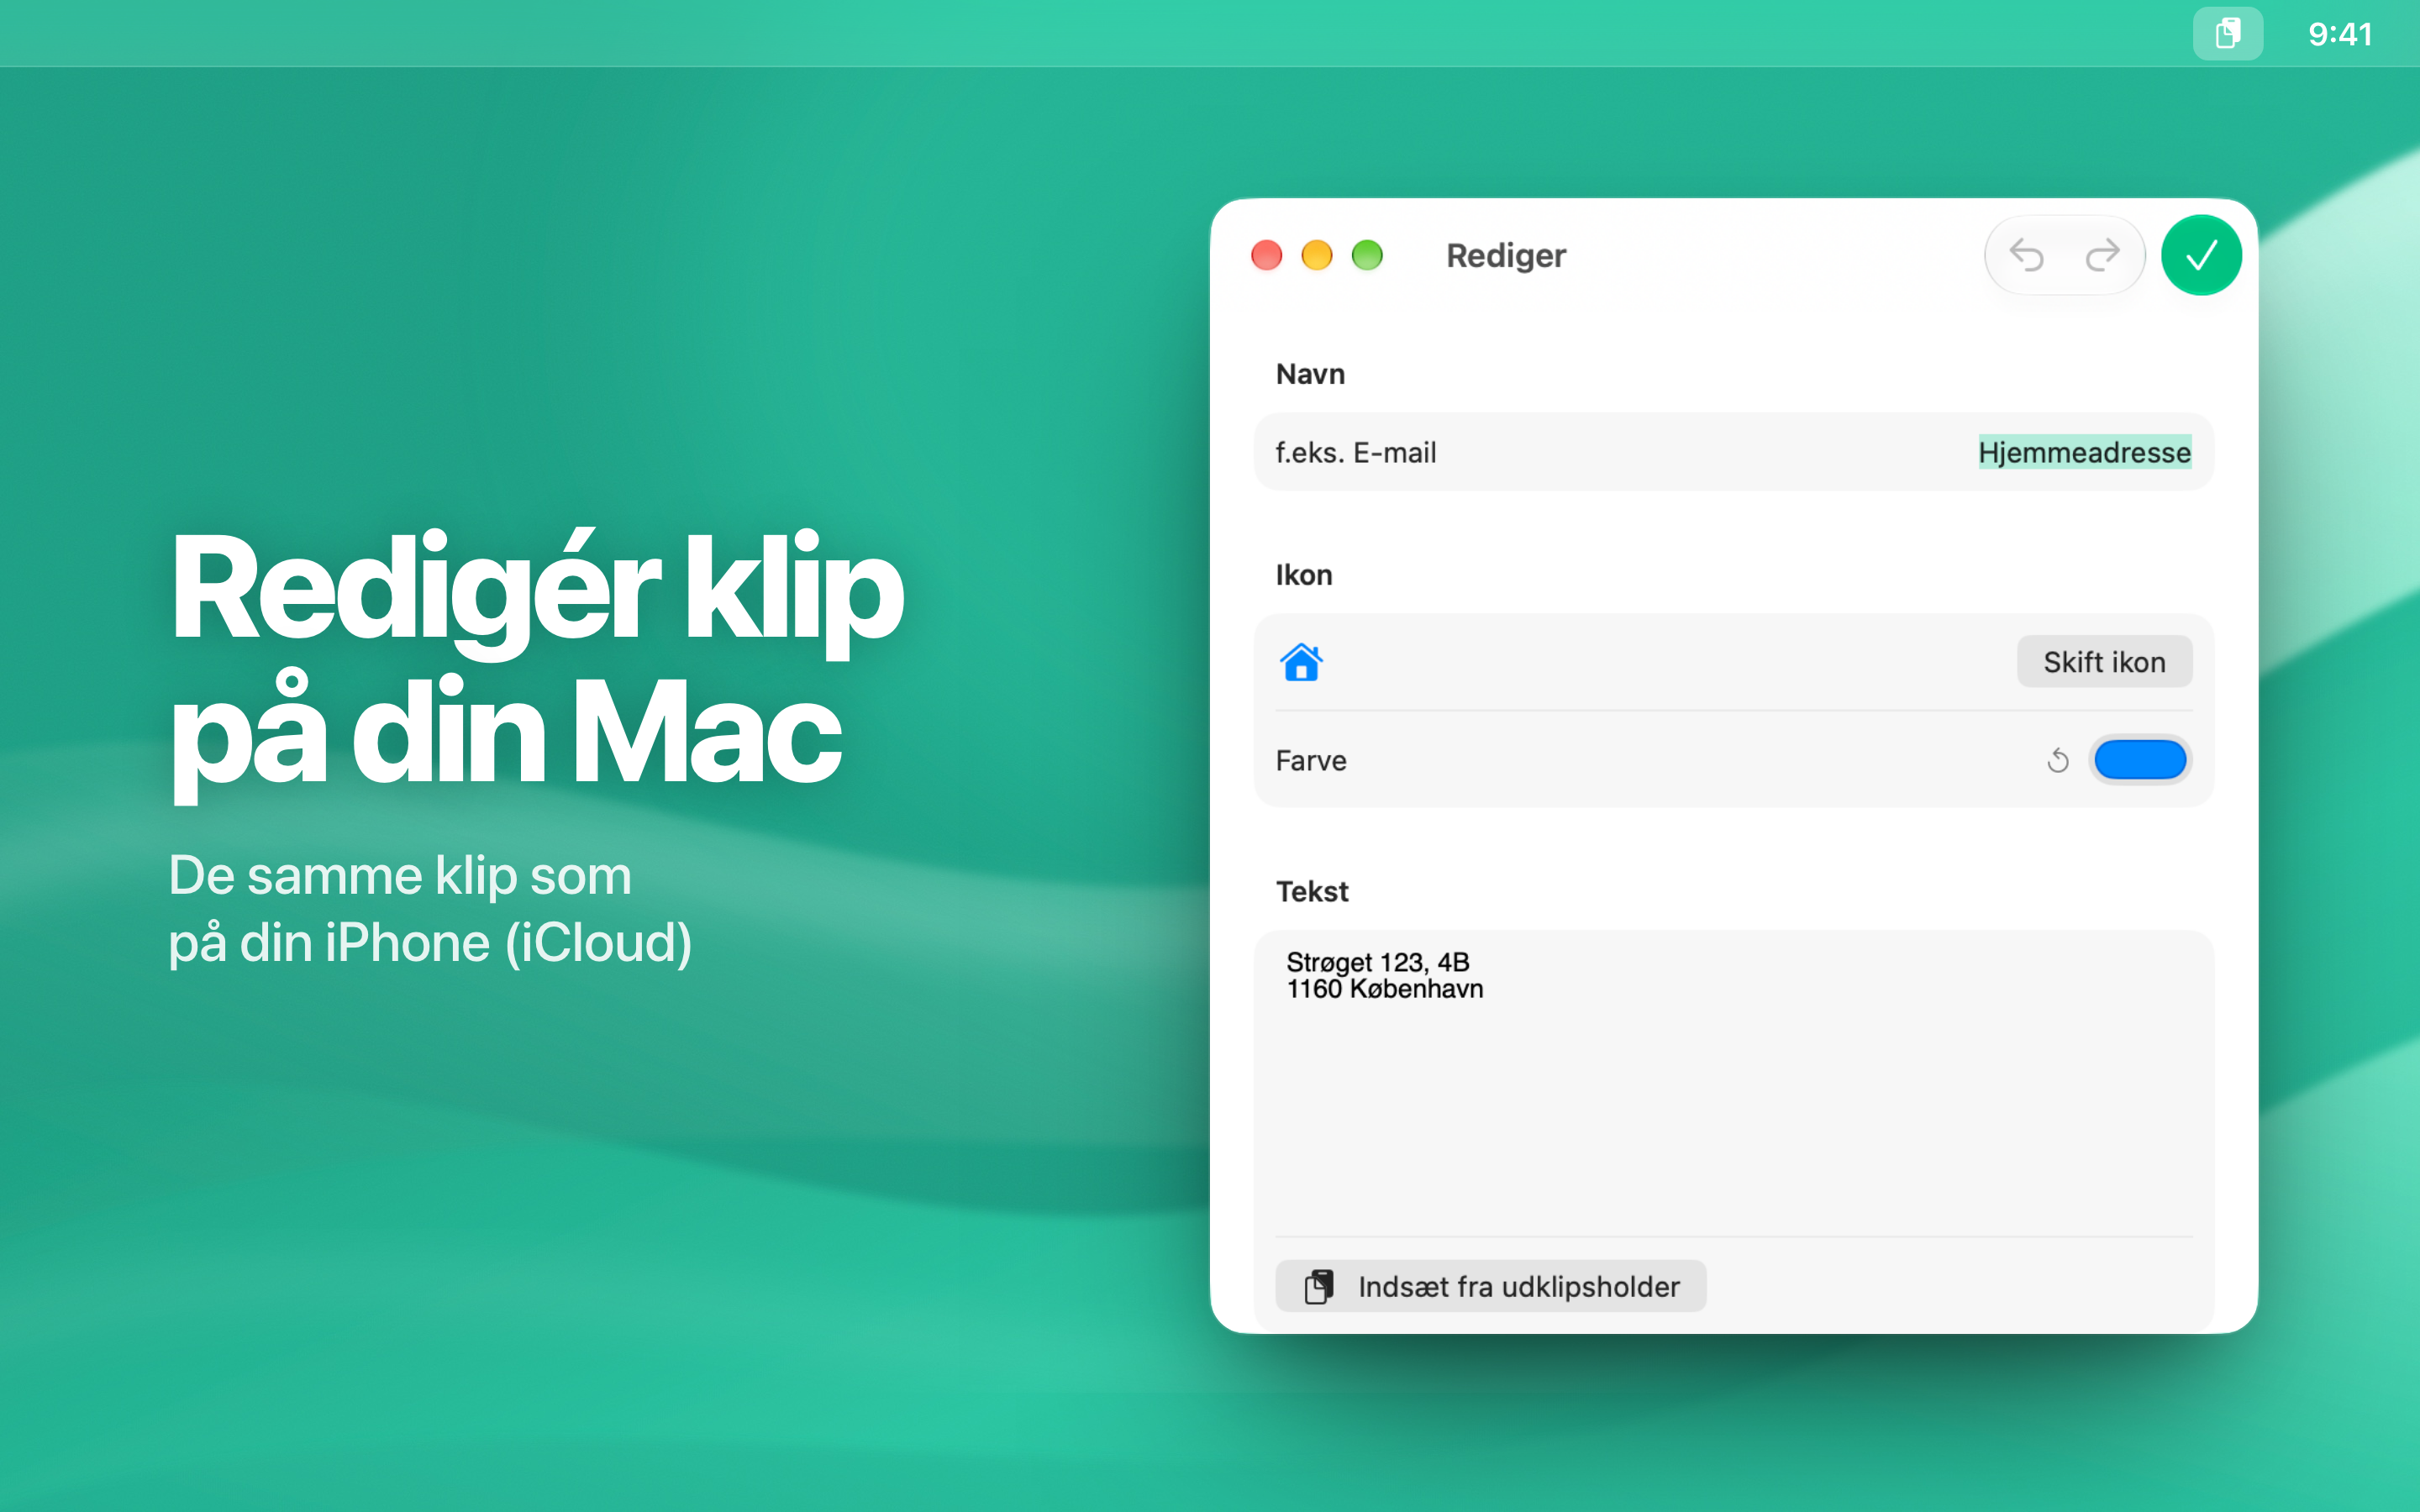 9:41
Redigér klip
på din Mac
De samme klip som
på din iPhone (iCloud)
Rediger
Navn
f.eks. E-mail Hjemmeadresse
Ikon
Skift ikon
Farve
Tekst
Strøget 123, 4B
1160 København
Indsæt fra udklipsholder